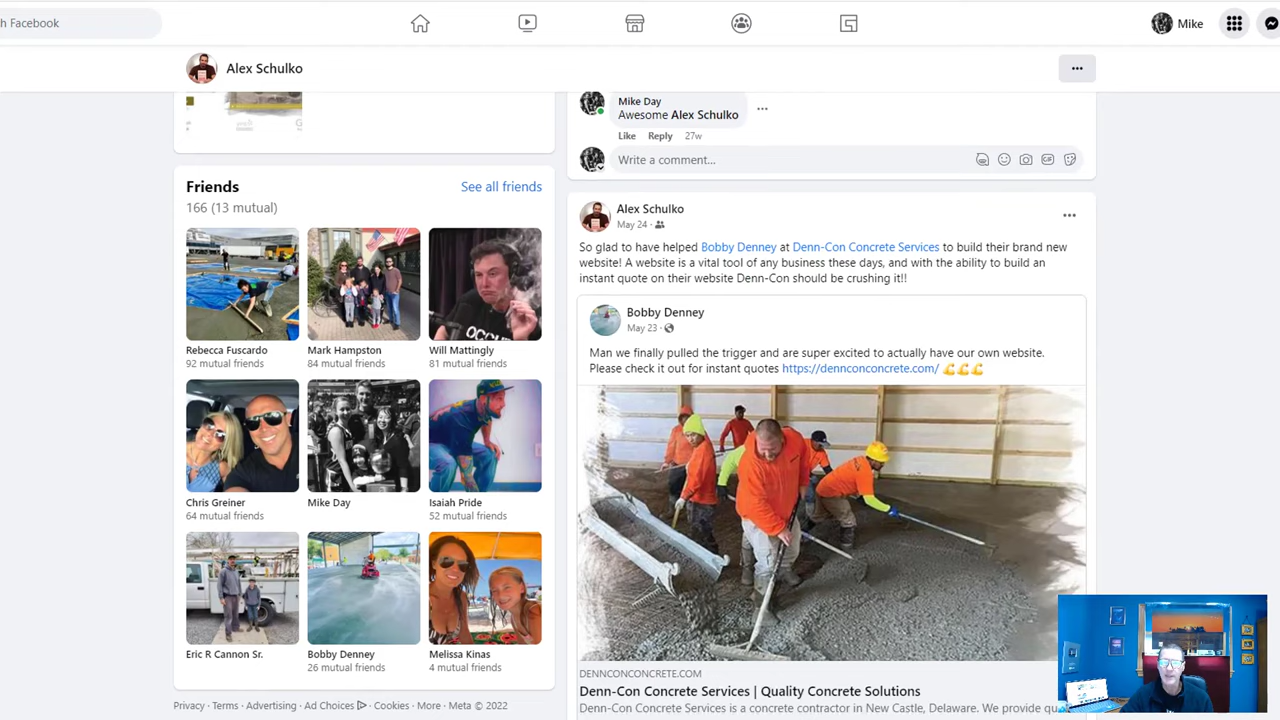 h Facebook
Mike
Alex Schulko
Mike Day
Awesome Alex Schulko
Like Reply 27w
Write a comment...
GIF
Friends
See all friends
166 (13 mutual)
Rebecca Fuscardo
92 mutual friends
Mark Hampston
84 mutual friends
OCCU
Will Mattingly
81 mutual friends
Chris Greiner
64 mutual friends
Mike Day
Isaiah Pride
52 mutual friends
Eric R Cannon Sr.
Bobby Denney
26 mutual friends
Melissa Kinas
4 mutual friends
Privacy · Terms · Advertising · Ad Choices · Cookies · More · Meta © 2022
Alex Schulko
May 24 ·
So glad to have helped Bobby Denney at Denn-Con Concrete Services to build their brand new
website! A website is a vital tool of any business these days, and with the ability to build an
instant quote on their website Denn-Con should be crushing it!!
Bobby Denney
May 23 ·
Man we finally pulled the trigger and are super excited to actually have our own website.
Please check it out for instant quotes https://dennconconcrete.com/ 💪💪💪
DENNCONCONCRETE.COM
Denn-Con Concrete Services | Quality Concrete Solutions
Denn-Con Concrete Services is a concrete contractor in New Castle, Delaware. We provide